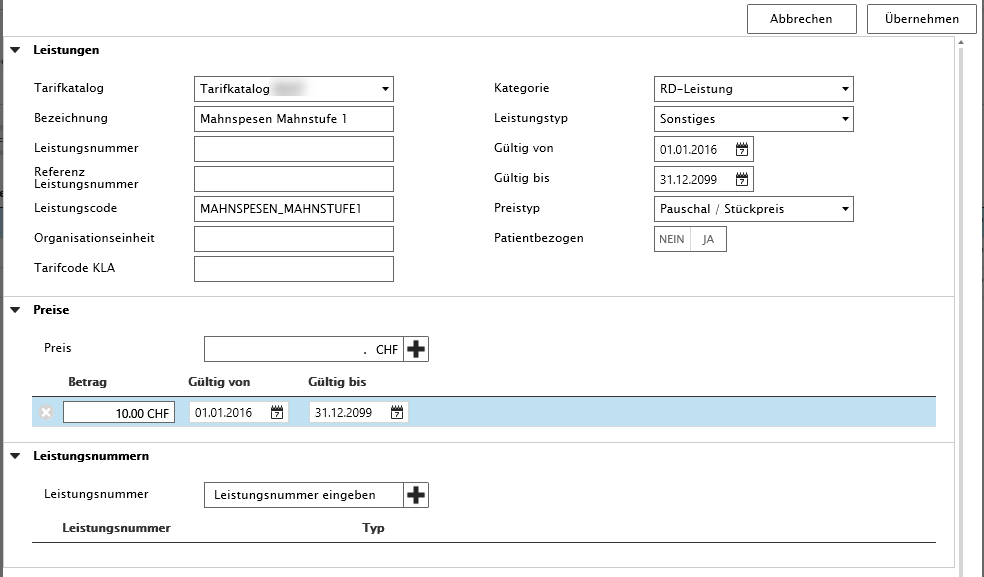 Abbrechen Übernehmen
Leistungen
Tarifkatalog Tarifkatalog Kategorie RD-Leistung
Bezeichnung Mahnspesen Mahnstufe 1 Leistungstyp Sonstiges
Leistungsnummer Gültig von 01.01.2016
Referenz
Leistungsnummer Gültig bis 31.12.2099
Leistungscode MAHNSPESEN_MAHNSTUFE1 Preistyp Pauschal / Stückpreis
Organisationseinheit Patientbezogen NEIN JA
Tarifcode KLA
Preise
Preis . CHF
Betrag Gültig von Gültig bis
10.00 CHF 01.01.2016 31.12.2099
Leistungsnummern
Leistungsnummer Leistungsnummer eingeben
Leistungsnummer Typ